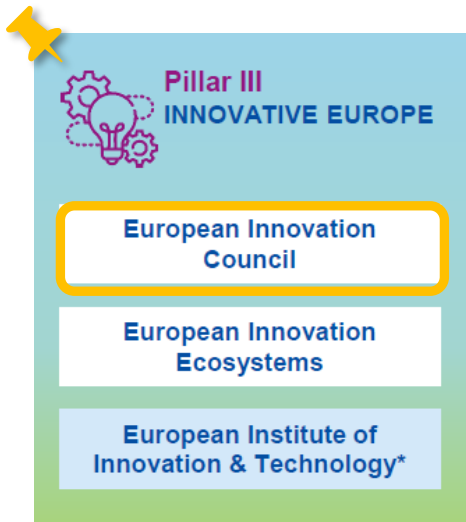 Pillar III
INNOVATIVE EUROPE
European Innovation
Council
European Innovation
Ecosystems
European Institute of
Innovation & Technology*